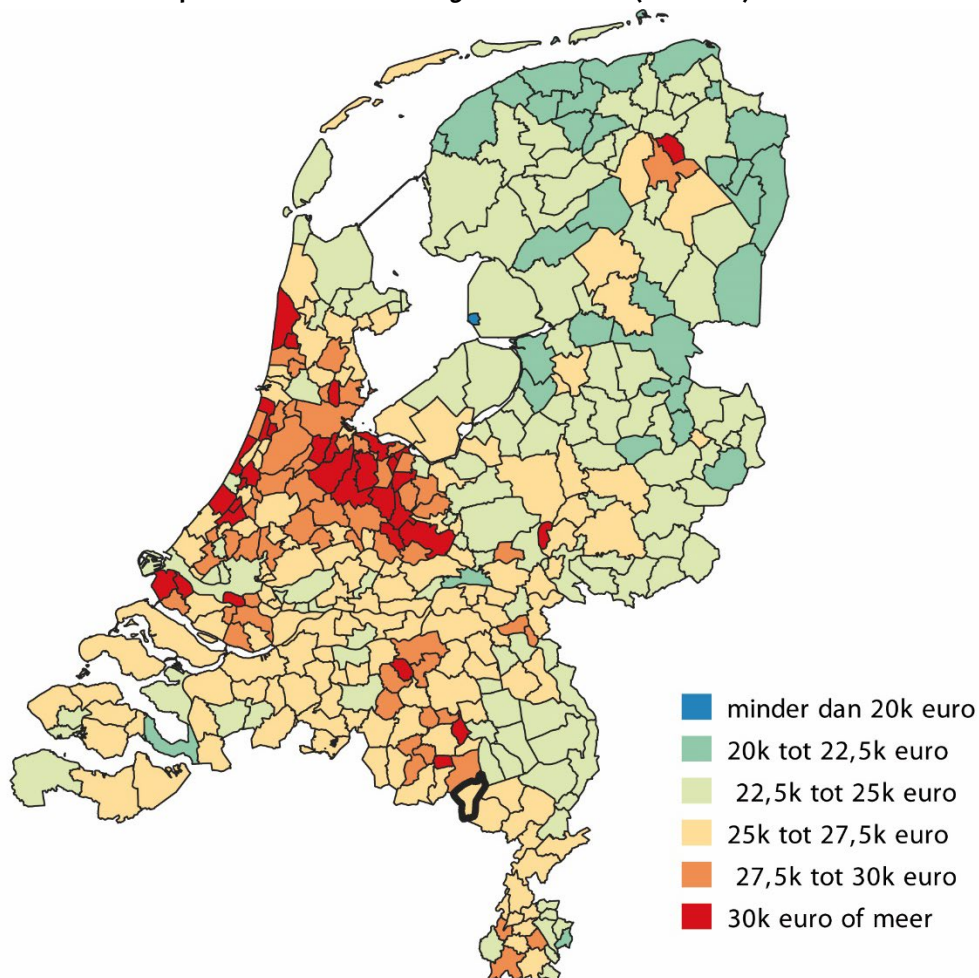 minder dan 20k euro
20k tot 22,5k euro
22,5k tot 25k euro
25k tot 27,5k euro
27,5k tot 30k euro
30k euro of meer